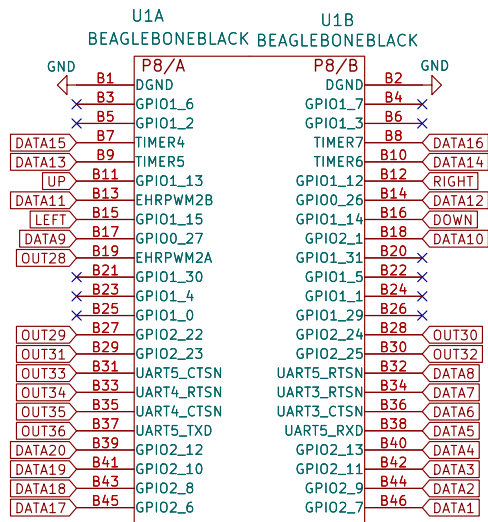 U1A U1B
BEAGLEBONEBLACK BEAGLEBONEBLACK
P8/A P8/B
GND B1 DGND DGND B2 GND
B3 GPIO1_6 GPIO1_7 B4
B5 GPIO1_2 GPIO1_3 B6
DATA15 B7 TIMER4 TIMER7 B8 DATA16
DATA13 B9 TIMER5 TIMER6 B10 DATA14
UP B11 GPIO1_13 GPIO1_12 B12 RIGHT
DATA11 B13 EHRPWM2B GPIO0_26 B14 DATA12
LEFT B15 GPIO1_15 GPIO1_14 B16 DOWN
DATA9 B17 GPIO0_27 GPIO2_1 B18 DATA10
OUT28 B19 EHRPWM2A GPIO1_31 B20
B21 GPIO1_30 GPIO1_5 B22
B23 GPIO1_4 GPIO1_1 B24
B25 GPIO1_0 GPIO1_29 B26
OUT29 B27 GPIO2_22 GPIO2_24 B28 OUT30
OUT31 B29 GPIO2_23 GPIO2_25 B30 OUT32
OUT33 B31 UART5_CTSN UART5_RTSN B32 DATA8
OUT34 B33 UART4_RTSN UART3_RTSN B34 DATA7
OUT35 B35 UART4_CTSN UART3_CTSN B36 DATA6
OUT36 B37 UART5_TXD UART5_RXD B38 DATA5
DATA20 B39 GPIO2_12 GPIO2_13 B40 DATA4
DATA19 B41 GPIO2_10 GPIO2_11 B42 DATA3
DATA18 B43 GPIO2_8 GPIO2_9 B44 DATA2
DATA17 B45 GPIO2_6 GPIO2_7 B46 DATA1